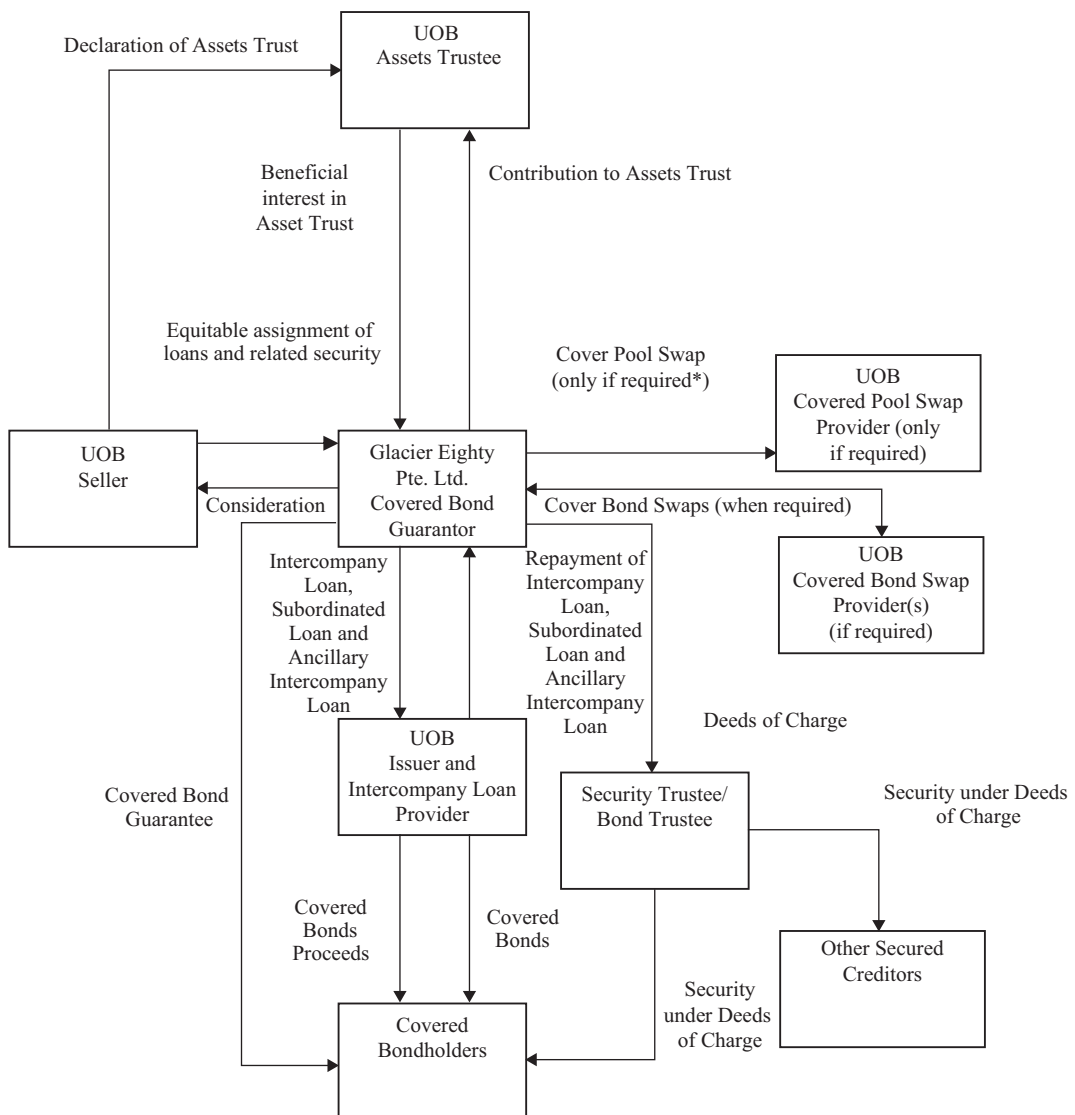 UOB
Assets Trustee
Declaration of Assets Trust
Beneficial
interest in
Asset Trust
Contribution to Assets Trust
Equitable assignment of
loans and related security
Cover Pool Swap
(only if required*)
UOB
Covered Pool Swap
Provider (only
if required)
UOB
Seller
Glacier Eighty
Pte. Ltd.
Covered Bond
Guarantor
Consideration
Cover Bond Swaps (when required)
UOB
Covered Bond Swap
Provider(s)
(if required)
Intercompany
Loan,
Subordinated
Loan and
Ancillary
Intercompany
Loan
Repayment of
Intercompany
Loan,
Subordinated
Loan and
Ancillary
Intercompany
Loan
Deeds of Charge
UOB
Issuer and
Intercompany Loan
Provider
Covered Bond
Guarantee
Security Trustee/
Bond Trustee
Security under Deeds
of Charge
Covered
Bonds
Proceeds
Covered
Bonds
Other Secured
Creditors
Security
under Deeds
of Charge
Covered
Bondholders